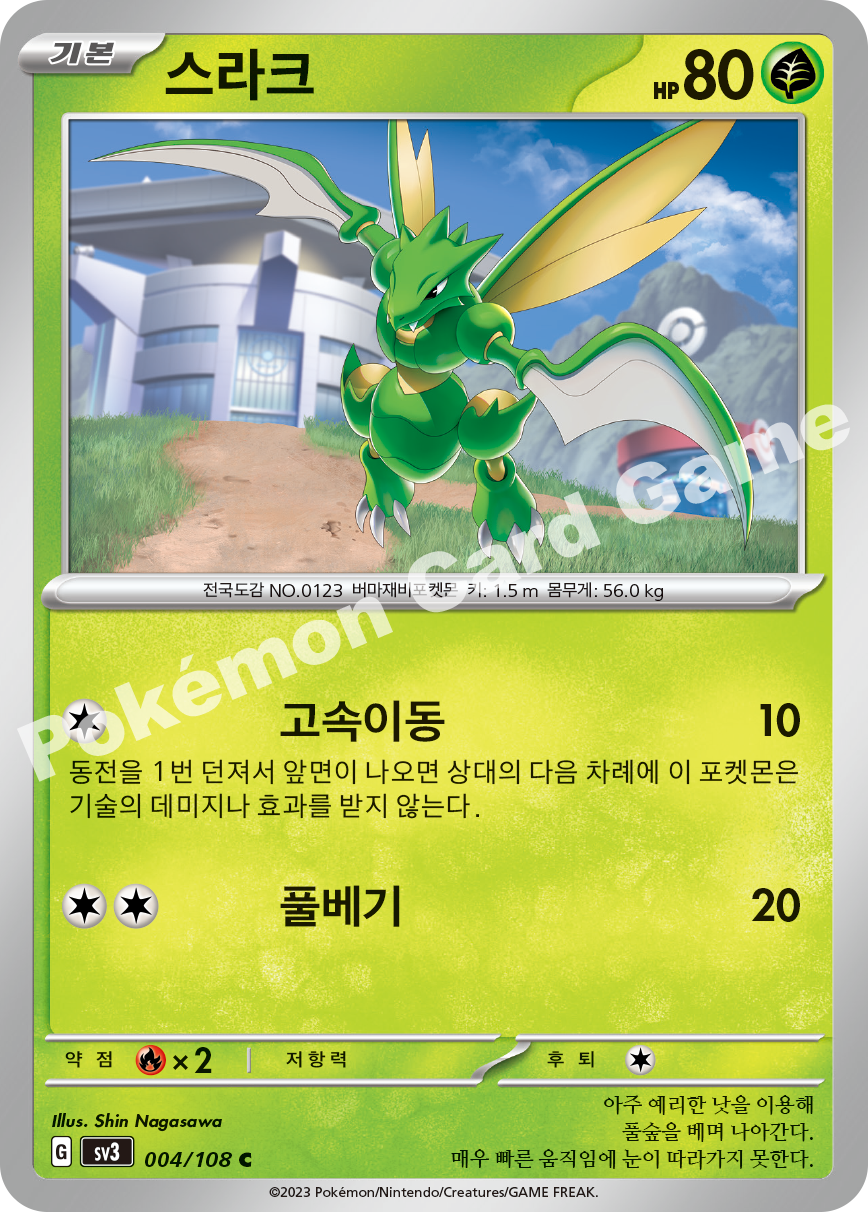 기본 스라크 HP 80
전국도감 NO.0123 버마재비포켓몬 키: 1.5 m 몸무게: 56.0 kg
Pokémon Card Game
고속이동 10
동전을 1번 던져서 앞면이 나오면 상대의 다음 차례에 이 포켓몬은
기술의 데미지나 효과를 받지 않는다.
풀베기 20
약점 ×2 저항력 후퇴
Illus. Shin Nagasawa
아주 예리한 낫을 이용해
풀숲을 베며 나아간다.
매우 빠른 움직임에 눈이 따라가지 못한다.
G sv3 004/108 C
©2023 Pokémon/Nintendo/Creatures/GAME FREAK.